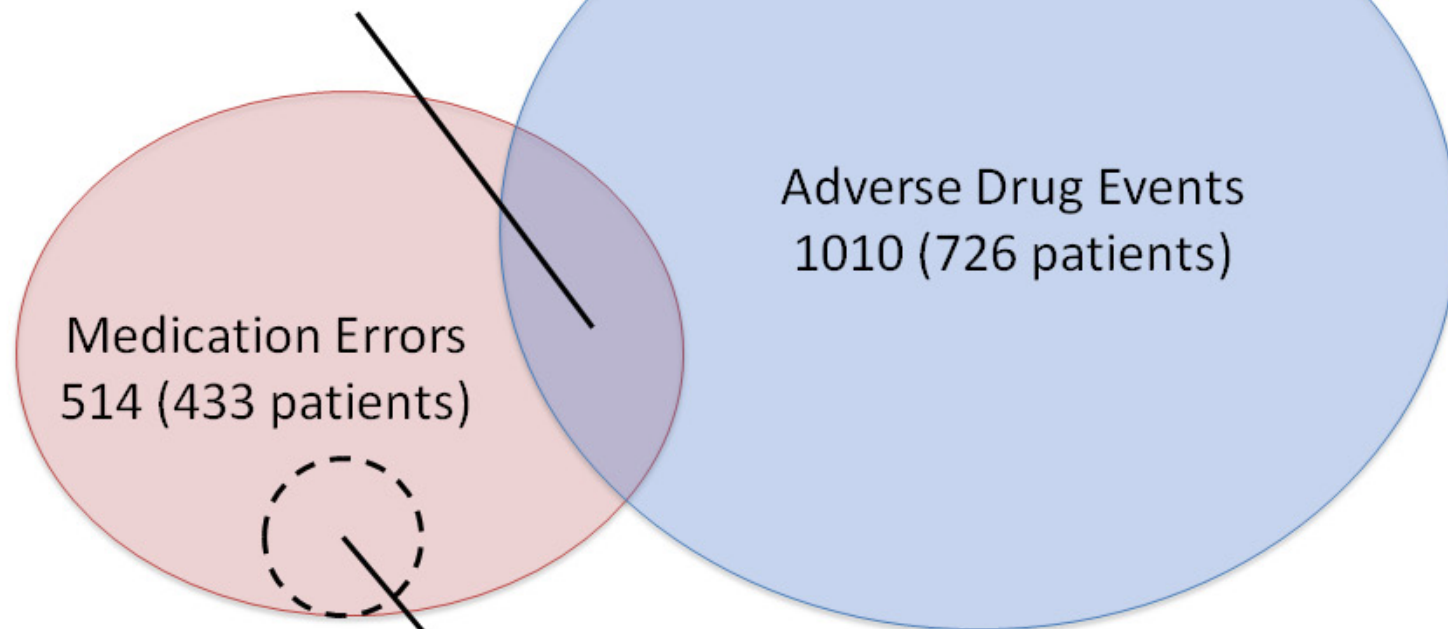 Adverse Drug Events
1010 (726 patients)
Medication Errors
514 (433 patients)